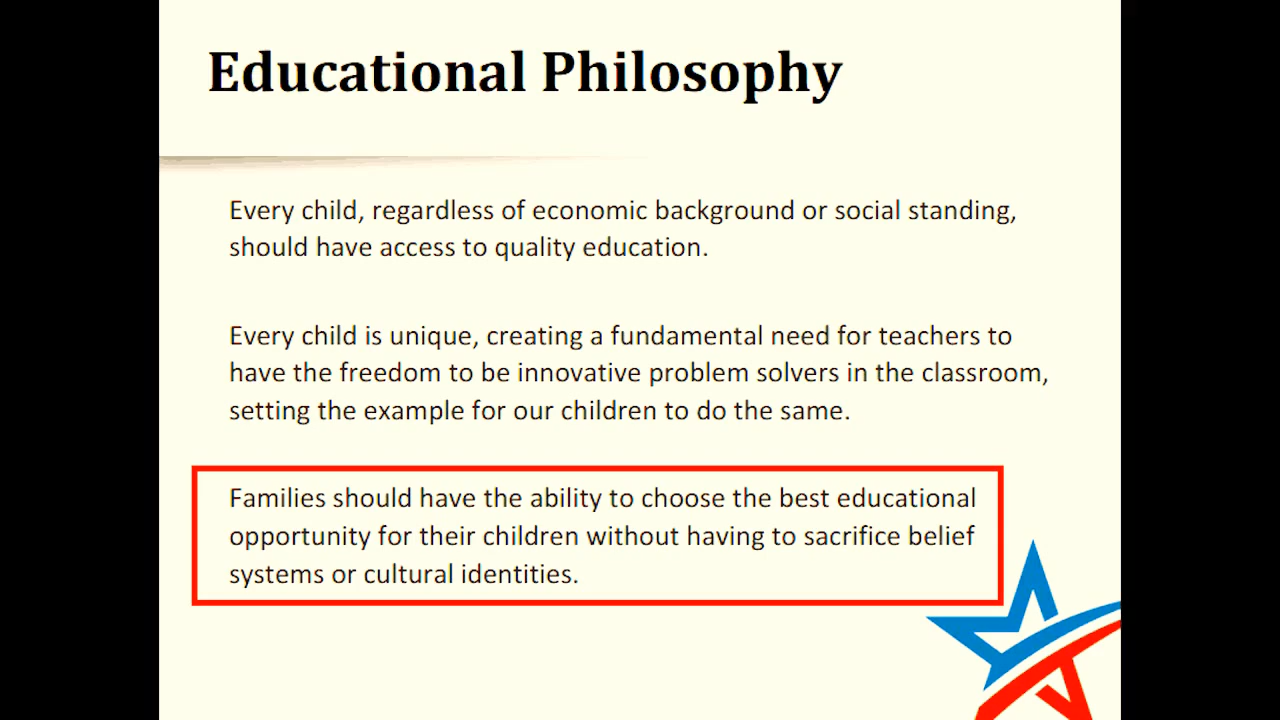 Educational Philosophy
Every child, regardless of economic background or social standing,
should have access to quality education.
Every child is unique, creating a fundamental need for teachers to
have the freedom to be innovative problem solvers in the classroom,
setting the example for our children to do the same.
Families should have the ability to choose the best educational
opportunity for their children without having to sacrifice belief
systems or cultural identities.